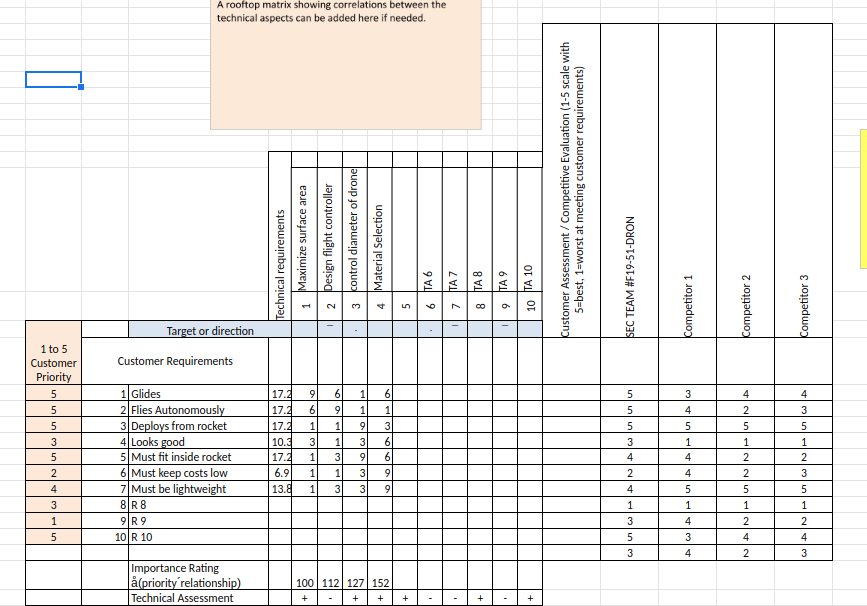 A rooftop matrix showing correlations between the
technical aspects can be added here if needed.
Technical requirements
Maximize surface area
Design flight controller
control diameter of drone
Material Selection
TA 6
TA 7
TA 8
TA 9
TA 10
Customer Assessment / Competitive Evaluation (1-5 scale with
5=best, 1=worst at meeting customer requirements)
SEC TEAM #F19-51-DRON
Competitor 1
Competitor 2
Competitor 3
1 2 3 4 5 6 7 8 9 10
Target or direction
1 to 5
Customer
Priority
Customer Requirements
5 1 Glides 17.2 9 6 1 6 5 3 4 4
5 2 Flies Autonomously 17.2 6 9 1 1 5 4 2 3
5 3 Deploys from rocket 17.2 1 1 9 3 5 5 5 5
3 4 Looks good 10.3 3 1 3 6 3 1 1 1
5 5 Must fit inside rocket 17.2 1 3 9 6 4 4 2 2
2 6 Must keep costs low 6.9 1 1 3 9 2 4 2 3
4 7 Must be lightweight 13.8 1 3 3 9 4 5 5 5
3 8 R 8 1 1 1 1
1 9 R 9 3 4 2 2
5 10 R 10 5 3 4 4
3 4 2 3
Importance Rating
å(priority´relationship) 100 112 127 152
Technical Assessment + - + + + - - + - +